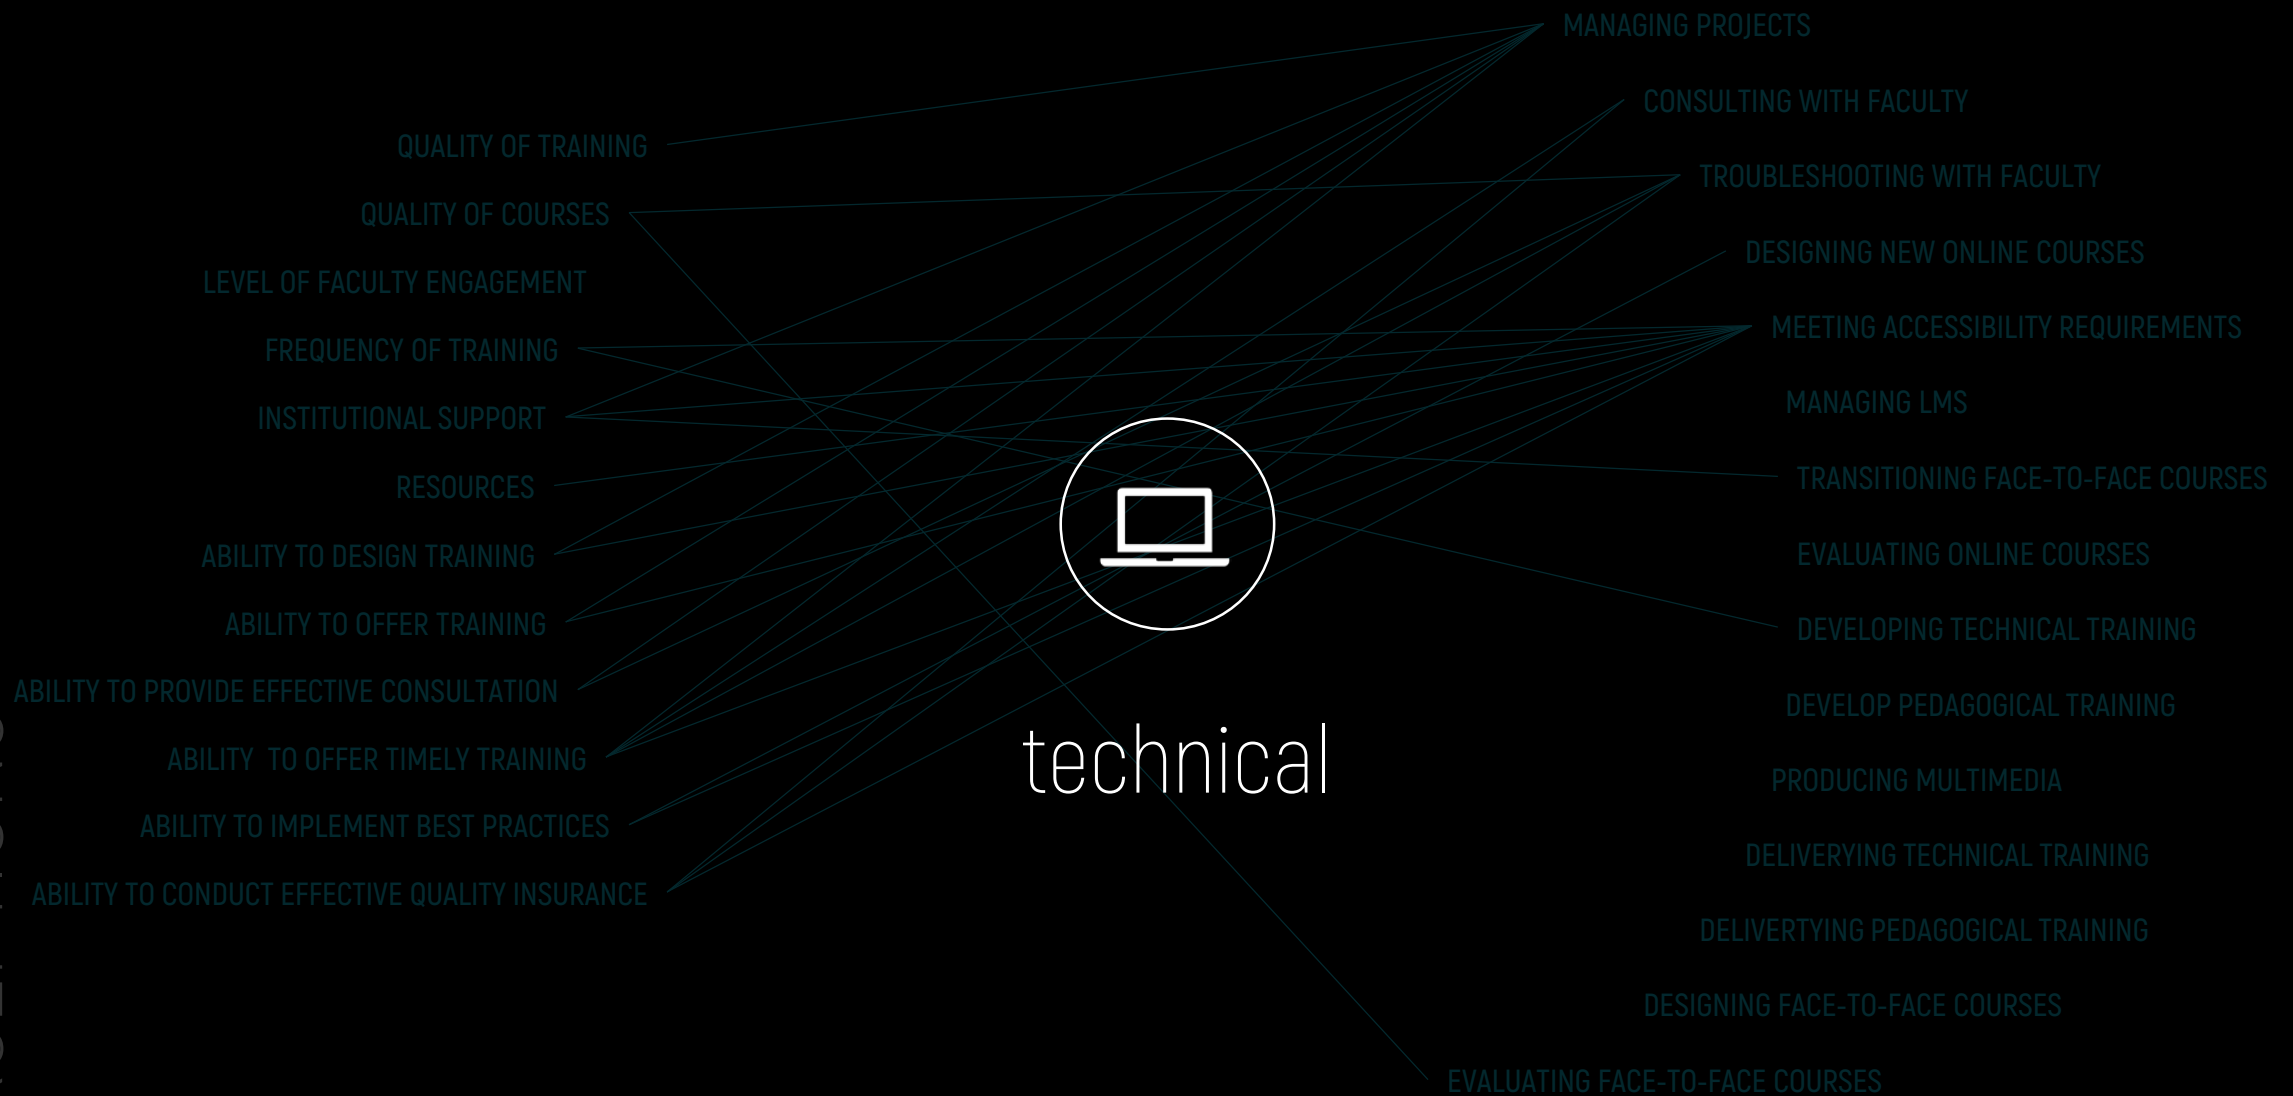 QUALITY OF TRAINING
QUALITY OF COURSES
LEVEL OF FACULTY ENGAGEMENT
FREQUENCY OF TRAINING
INSTITUTIONAL SUPPORT
RESOURCES
ABILITY TO DESIGN TRAINING
ABILITY TO OFFER TRAINING
ABILITY TO PROVIDE EFFECTIVE CONSULTATION
ABILITY  TO OFFER TIMELY TRAINING
ABILITY TO IMPLEMENT BEST PRACTICES
ABILITY TO CONDUCT EFFECTIVE QUALITY INSURANCE
technical
MANAGING PROJECTS
CONSULTING WITH FACULTY
TROUBLESHOOTING WITH FACULTY
DESIGNING NEW ONLINE COURSES
MEETING ACCESSIBILITY REQUIREMENTS
MANAGING LMS
TRANSITIONING FACE-TO-FACE COURSES
EVALUATING ONLINE COURSES
DEVELOPING TECHNICAL TRAINING
DEVELOP PEDAGOGICAL TRAINING
PRODUCING MULTIMEDIA
DELIVERYING TECHNICAL TRAINING
DELIVERTYING PEDAGOGICAL TRAINING
DESIGNING FACE-TO-FACE COURSES
EVALUATING FACE-TO-FACE COURSES